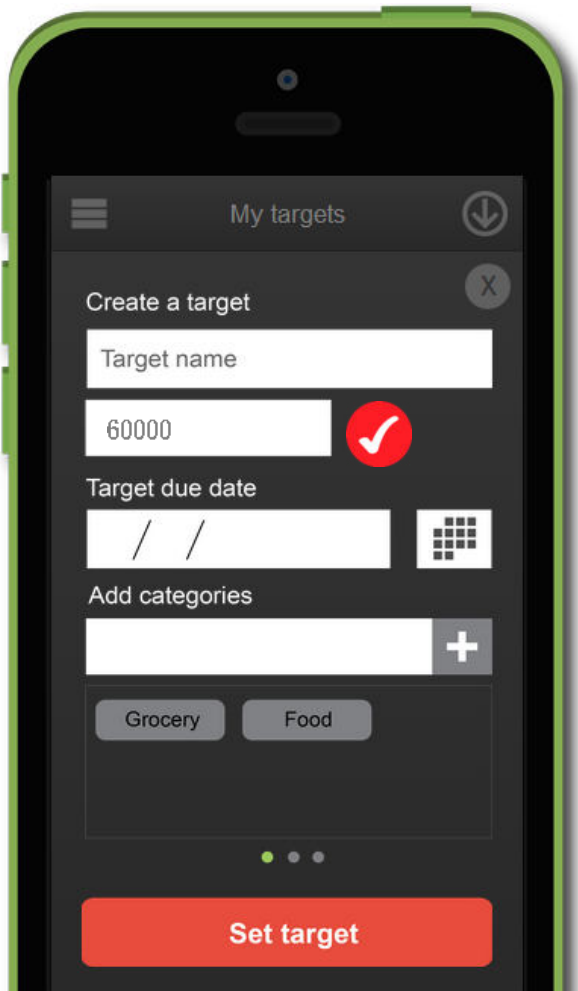 My targets
X
Create a target
Target name
60000
Target due date
/ /
Add categories
+
Grocery Food
Set target